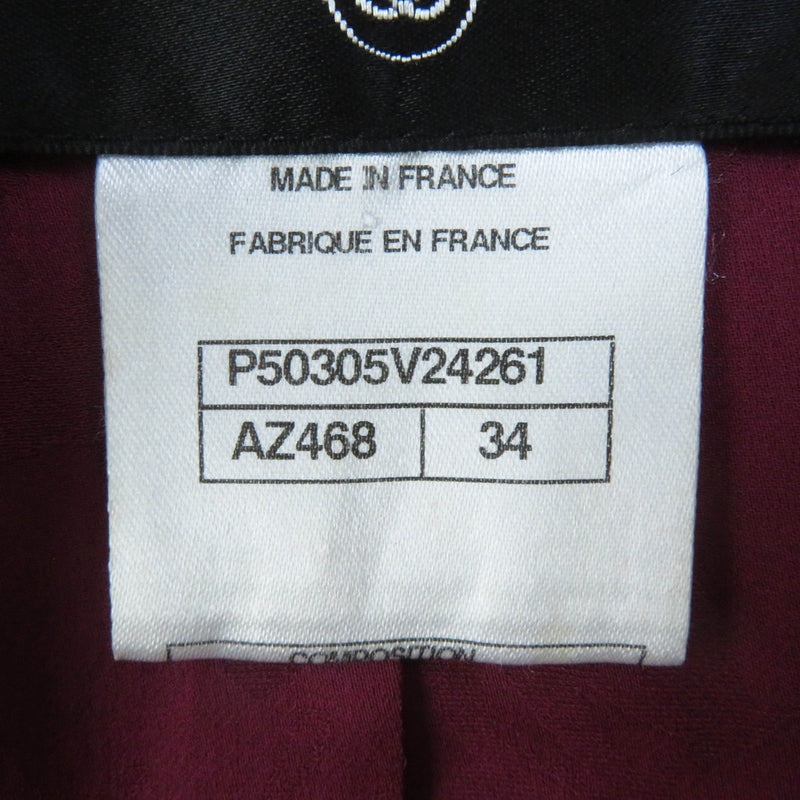 MADE IN FRANCE
FABRIQUE EN FRANCE
P50305V24261
AZ468 34
COMPOSITION